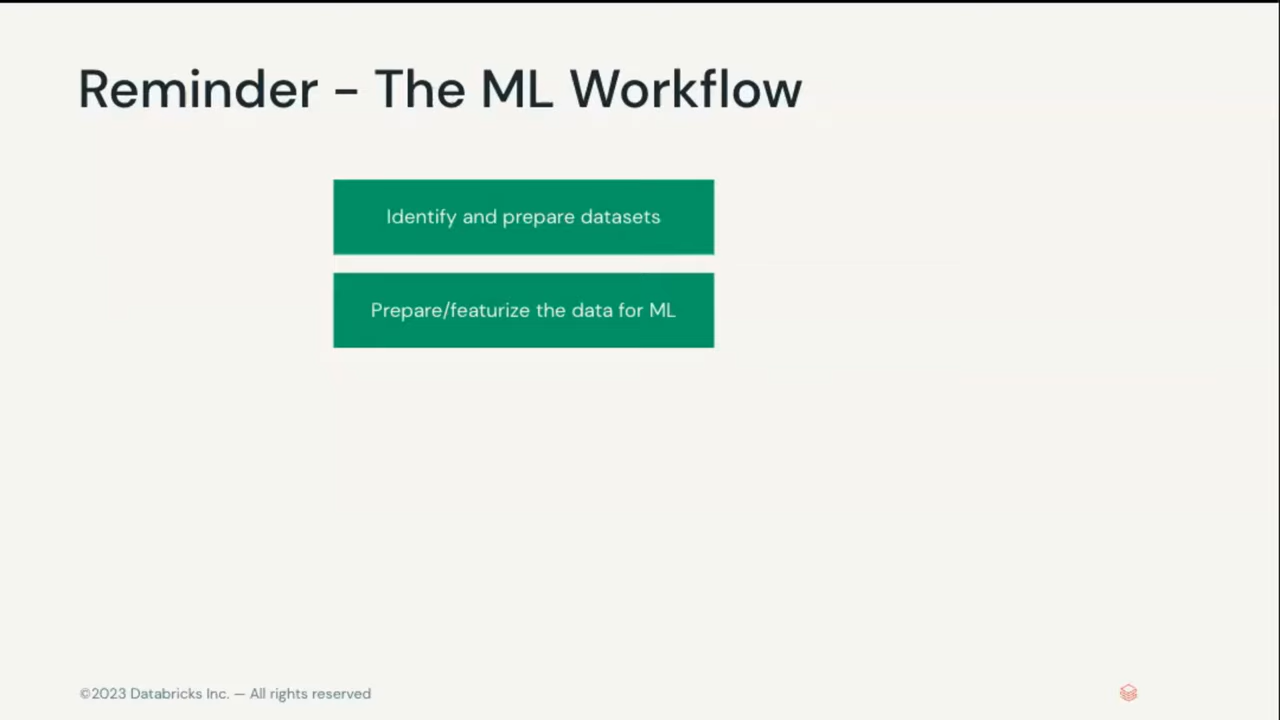 Reminder - The ML Workflow
Identify and prepare datasets
Prepare/featurize the data for ML
©2023 Databricks Inc. — All rights reserved